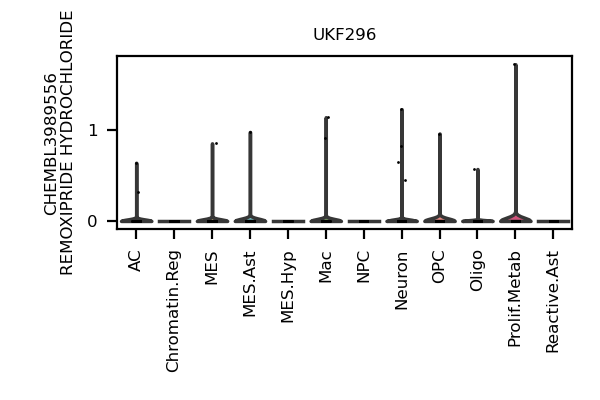 UKF296
CHEMBL3989556
REMOXIPRIDE HYDROCHLORIDE
1
0
AC
Chromatin.Reg
MES
MES.Ast
MES.Hyp
Mac
NPC
Neuron
OPC
Oligo
Prolif.Metab
Reactive.Ast